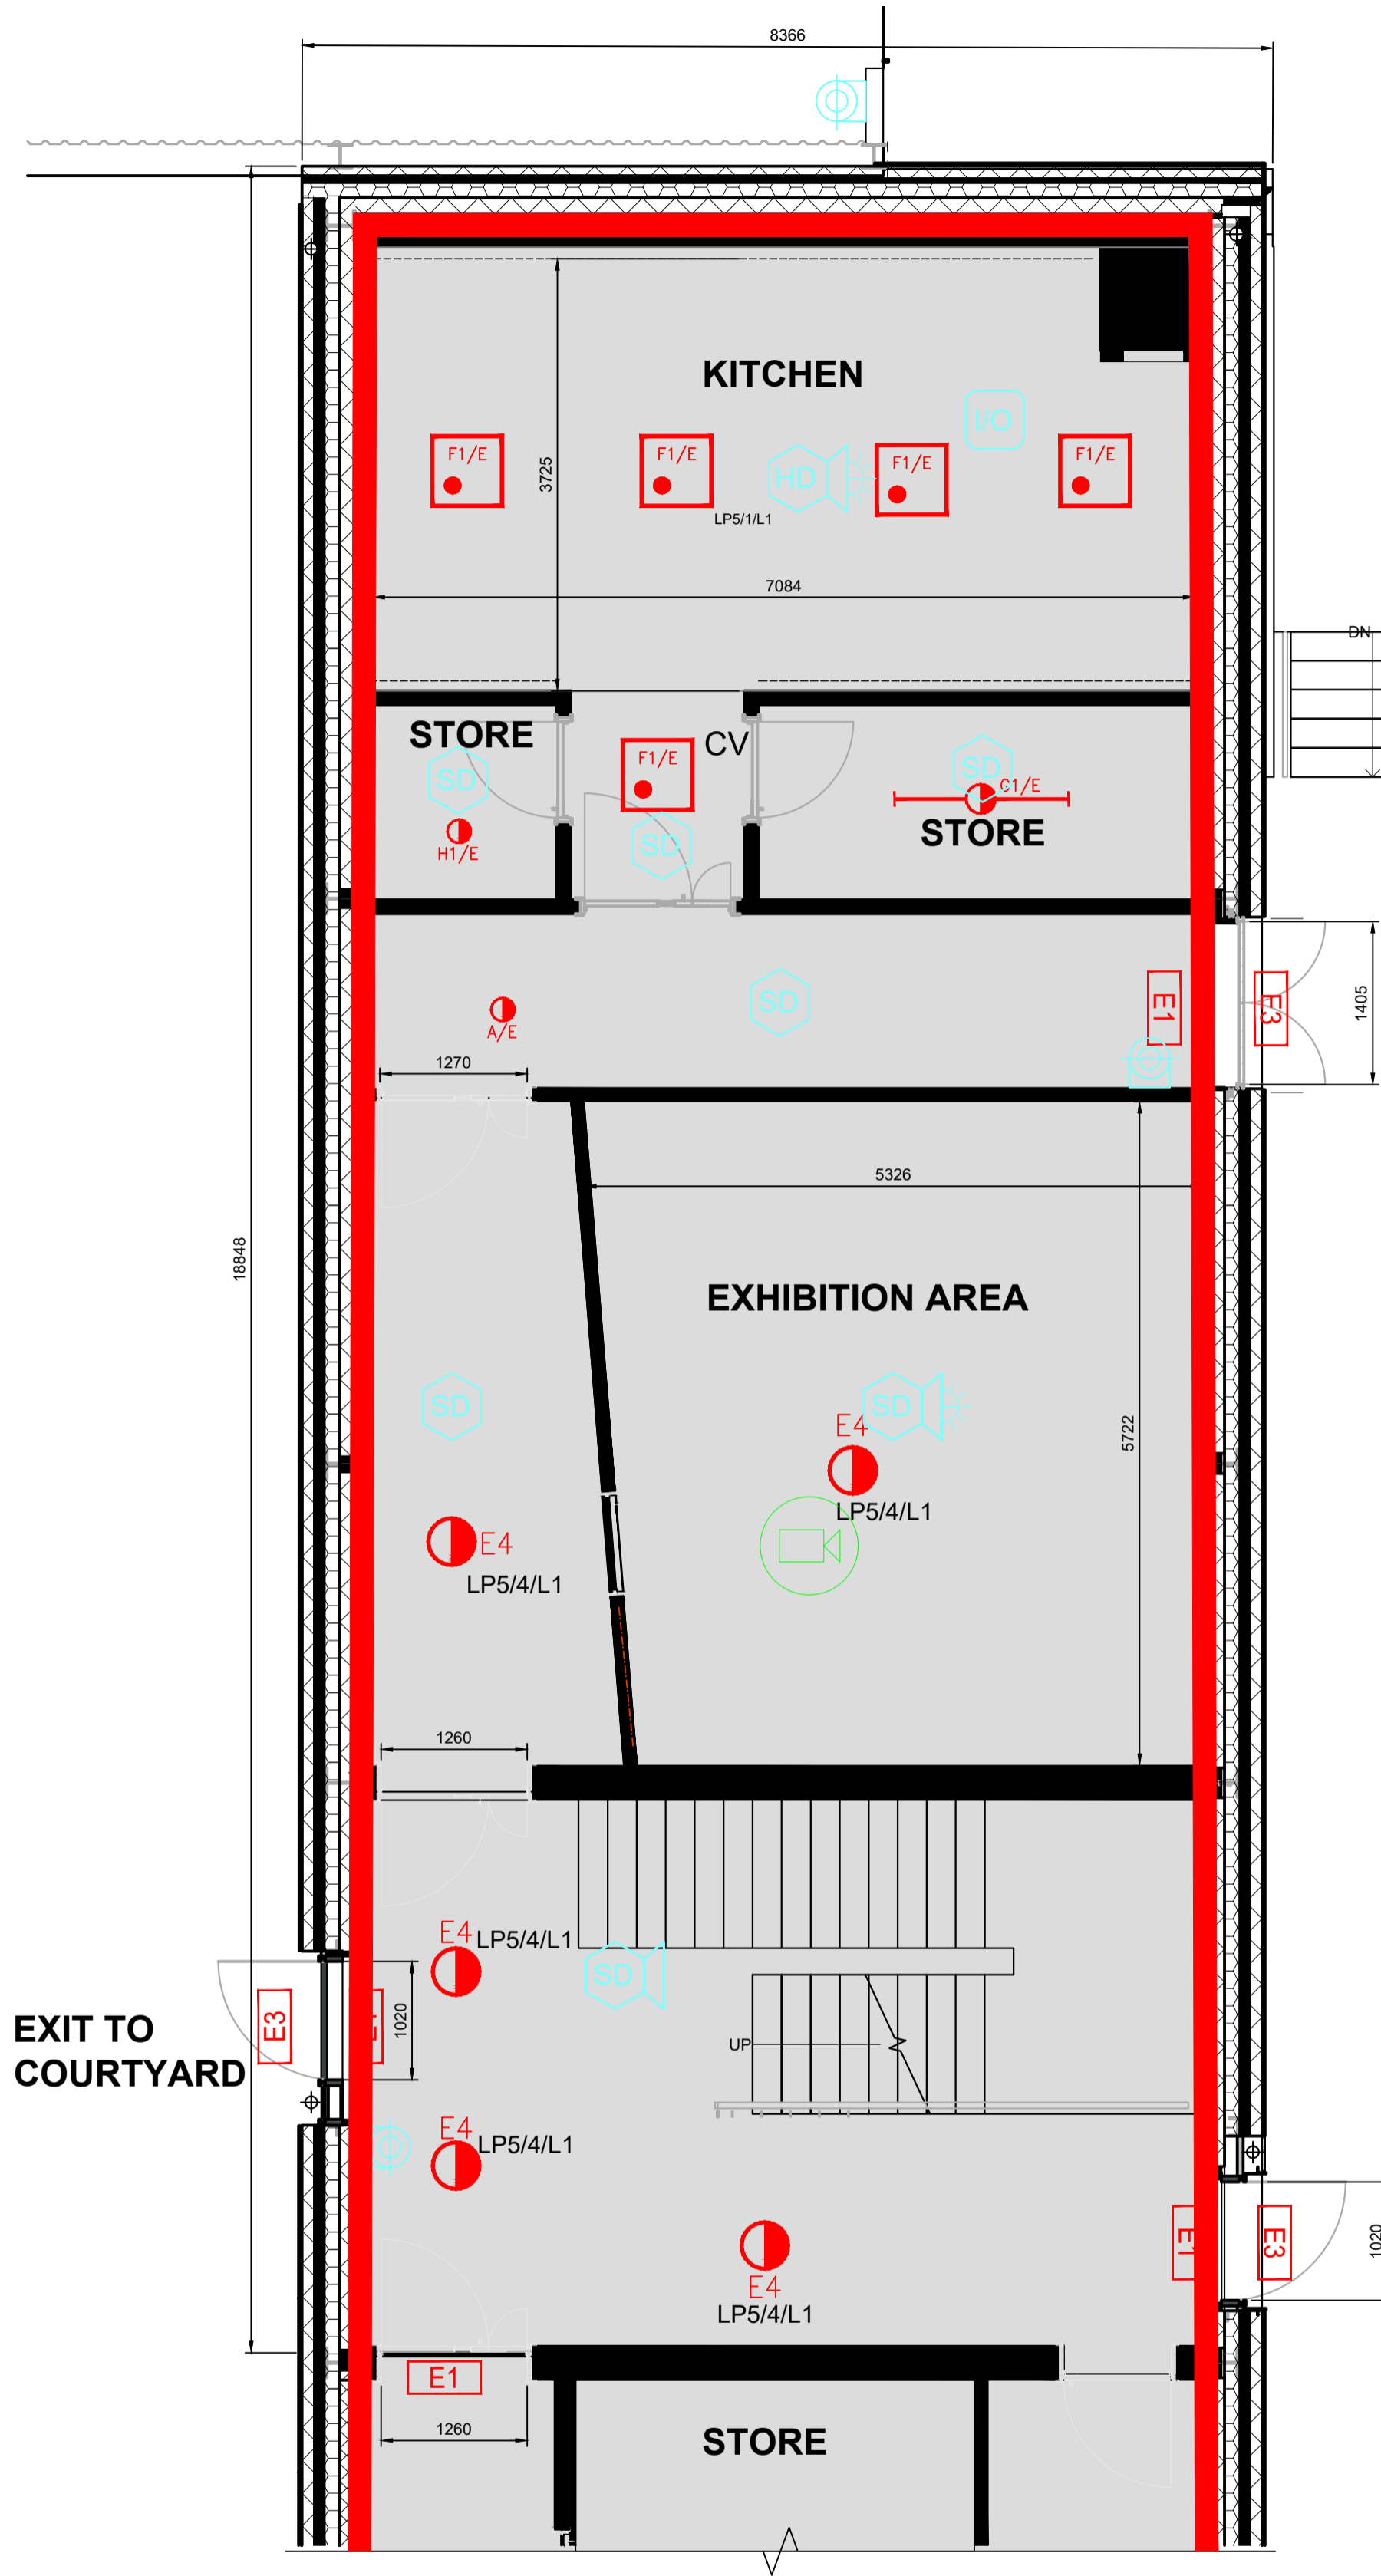 8366
KITCHEN
I/O
F1/E
F1/E
HD
F1/E
F1/E
3725
LP5/1/L1
7084
DN
STORE
CV
F1/E
SD
SD
G1/E
STORE
H1/E
SD
E1
E3
1405
SD
A/E
1270
5326
18848
EXHIBITION AREA
SD
SD
5722
E4
LP5/4/L1
E4
LP5/4/L1
1260
E4
LP5/4/L1
SD
EXIT TO
COURTYARD
E3
1020
UP
E4
LP5/4/L1
E1
E3
1020
E4
LP5/4/L1
E1
1260
STORE